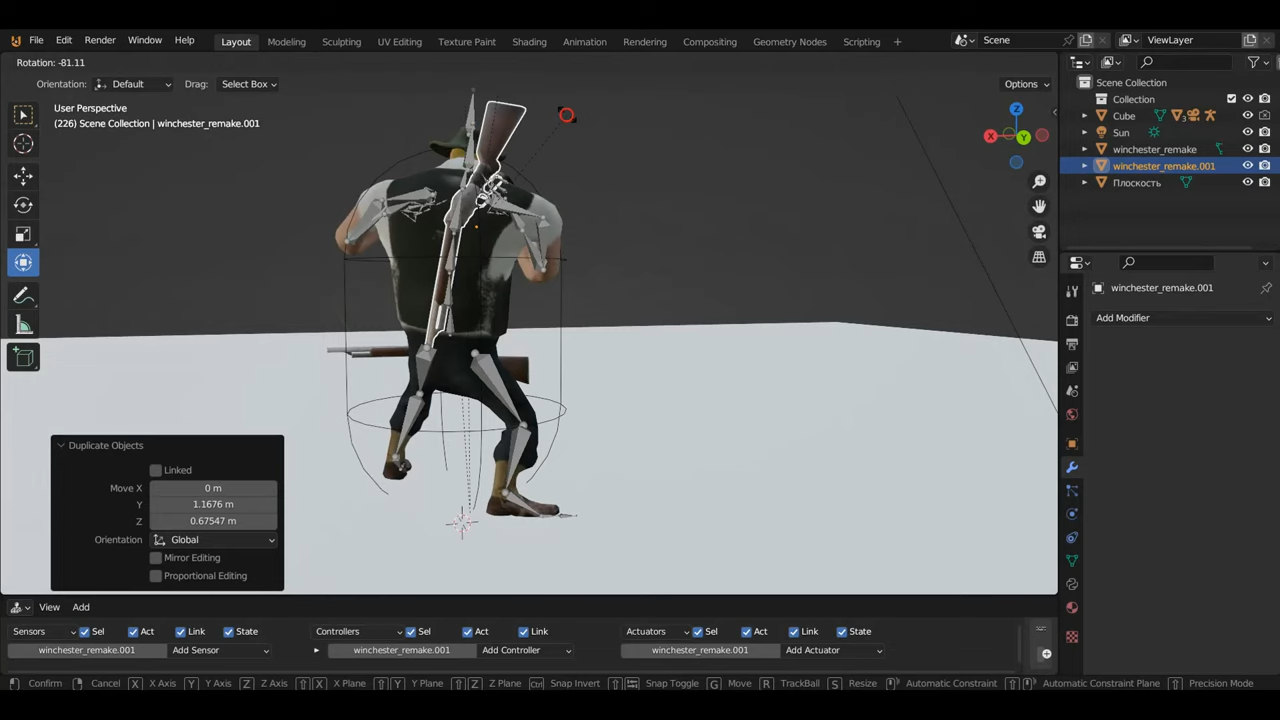 File Edit Render Window Help Layout Modeling Sculpting UV Editing Texture Paint Shading Animation Rendering Compositing Geometry Nodes Scripting + Scene ViewLayer
Rotation: -81.11
Orientation: Default Drag: Select Box Options
User Perspective
(226) Scene Collection | winchester_remake.001
Scene Collection
Collection
Cube 3
Sun
winchester_remake
winchester_remake.001
Плоскость
Z
X Y
winchester_remake.001
Add Modifier
Duplicate Objects
Linked
Move X 0 m
Y 1.1676 m
Z 0.67547 m
Orientation Global
Mirror Editing
Proportional Editing
View Add
Sensors Sel Act Link State Controllers Sel Act Link Actuators Sel Act Link State
winchester_remake.001 Add Sensor winchester_remake.001 Add Controller winchester_remake.001 Add Actuator
Confirm Cancel X X Axis Y Y Axis Z Z Axis X X Plane Y Y Plane Z Z Plane Ctrl Snap Invert Snap Toggle G Move R TrackBall S Resize Automatic Constraint Automatic Constraint Plane Precision Mode